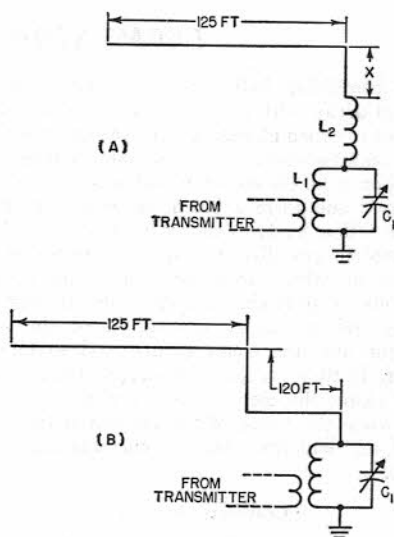 125 FT
X
L2
(A)
L1
FROM
TRANSMITTER
C1
125 FT
120 FT
(B)
FROM
TRANSMITTER
C1